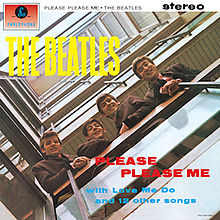 PARLOPHONE
PLEASE PLEASE ME • THE BEATLES
stereo
THE BEATLES
PLEASE
PLEASE ME
with Love Me Do
and 12 other songs